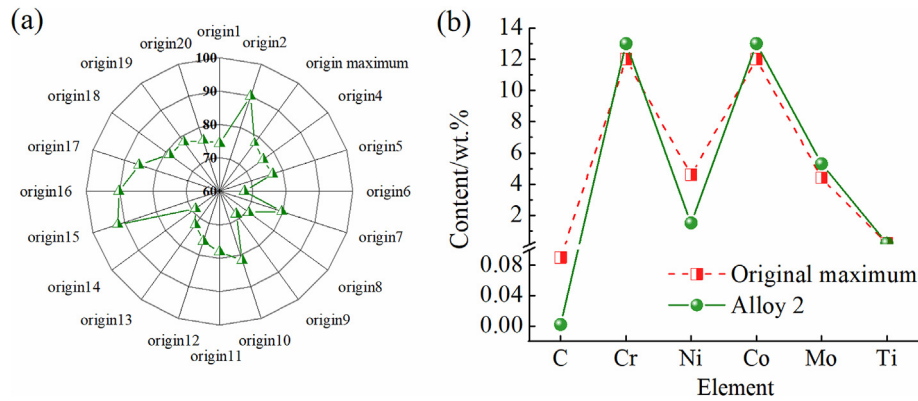 (a)
origin1
origin20
origin2
origin19
origin maximum
origin18
origin4
origin17
origin5
origin16
origin6
origin15
origin7
origin14
origin8
origin13
origin9
origin12
origin10
origin11
100
90
80
70
60
(b)
Content/wt.%
14
12
10
8
6
4
2
0.08
0.04
0.00
Original maximum
Alloy 2
C Cr Ni Co Mo Ti
Element